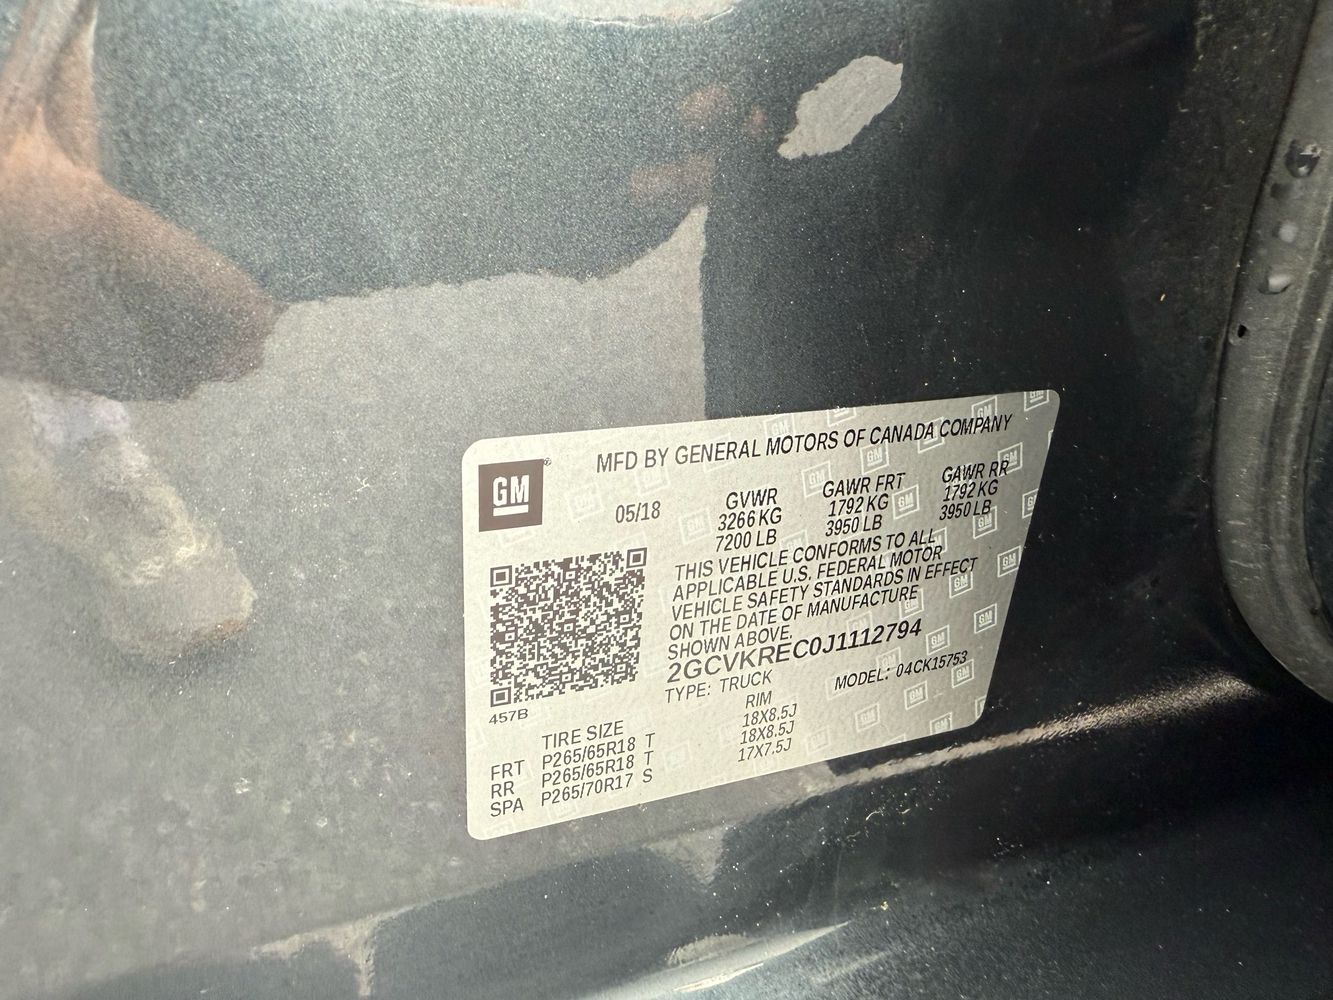 GM
MFD BY GENERAL MOTORS OF CANADA COMPANY
05/18
GVWR GAWR FRT GAWR RR
3266 KG 1792 KG 1792 KG
7200 LB 3950 LB 3950 LB
THIS VEHICLE CONFORMS TO ALL
APPLICABLE U.S. FEDERAL MOTOR
VEHICLE SAFETY STANDARDS IN EFFECT
ON THE DATE OF MANUFACTURE
SHOWN ABOVE.
2GCVKREC0J1112794
TYPE: TRUCK MODEL: 04CK15753
457B
TIRE SIZE RIM
FRT P265/65R18 T 18X8.5J
RR P265/65R18 T 18X8.5J
SPA P265/70R17 S 17X7.5J